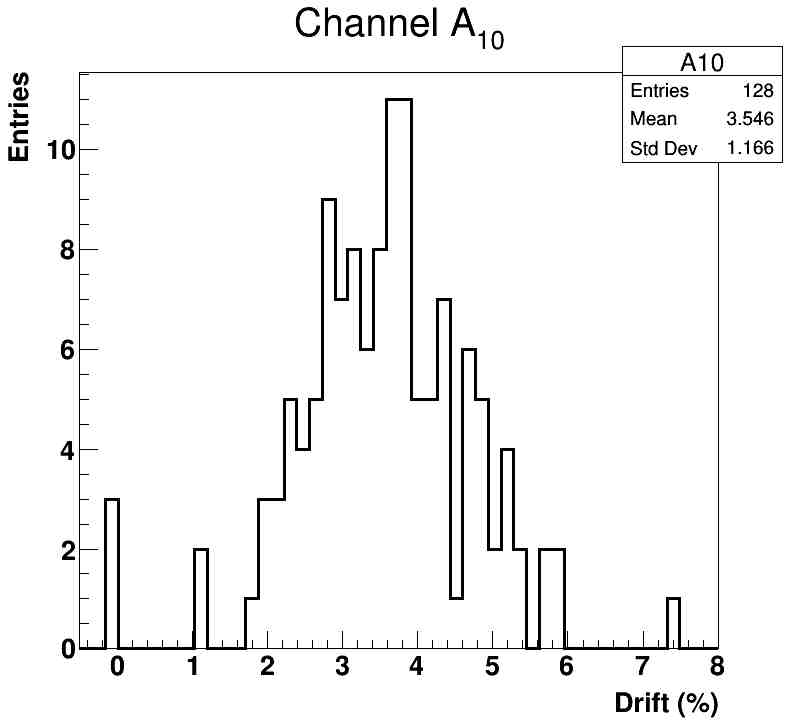 Channel A₁₀
A10
Entries 128
Mean 3.546
Std Dev 1.166
Entries
10
8
6
4
2
0
0 1 2 3 4 5 6 7 8
Drift (%)